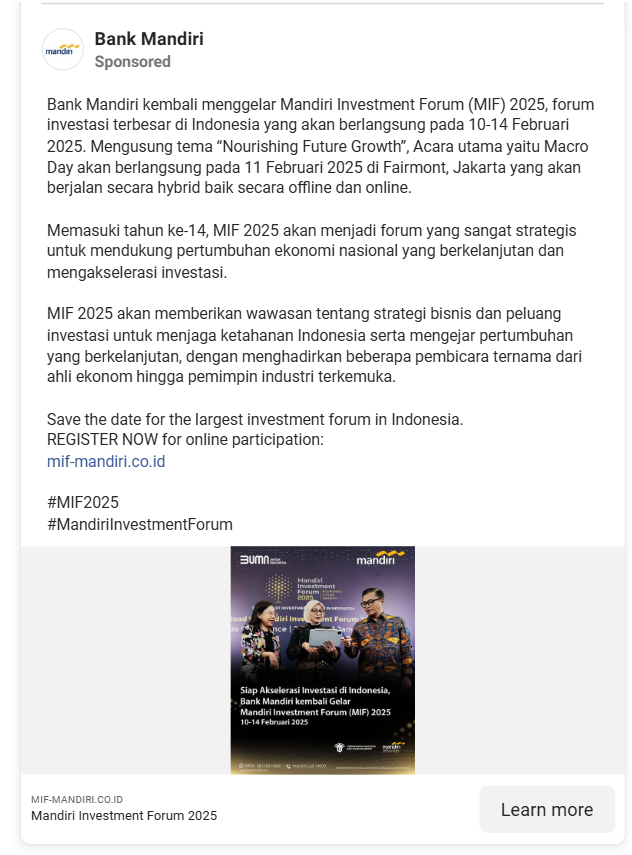 mandiri
Bank Mandiri
Sponsored
Bank Mandiri kembali menggelar Mandiri Investment Forum (MIF) 2025, forum
investasi terbesar di Indonesia yang akan berlangsung pada 10-14 Februari
2025. Mengusung tema “Nourishing Future Growth”, Acara utama yaitu Macro
Day akan berlangsung pada 11 Februari 2025 di Fairmont, Jakarta yang akan
berjalan secara hybrid baik secara offline dan online.
Memasuki tahun ke-14, MIF 2025 akan menjadi forum yang sangat strategis
untuk mendukung pertumbuhan ekonomi nasional yang berkelanjutan dan
mengakselerasi investasi.
MIF 2025 akan memberikan wawasan tentang strategi bisnis dan peluang
investasi untuk menjaga ketahanan Indonesia serta mengejar pertumbuhan
yang berkelanjutan, dengan menghadirkan beberapa pembicara ternama dari
ahli ekonom hingga pemimpin industri terkemuka.
Save the date for the largest investment forum in Indonesia.
REGISTER NOW for online participation:
mif-mandiri.co.id
#MIF2025
#MandiriInvestmentForum
BUMN UNTUK INDONESIA
mandiri
Mandiri
Investment
Forum
2025
Siap Akselerasi Investasi di Indonesia,
Bank Mandiri kembali Gelar
Mandiri Investment Forum (MIF) 2025
10-14 Februari 2025
mandiri
MIF-MANDIRI.CO.ID
Mandiri Investment Forum 2025
Learn more